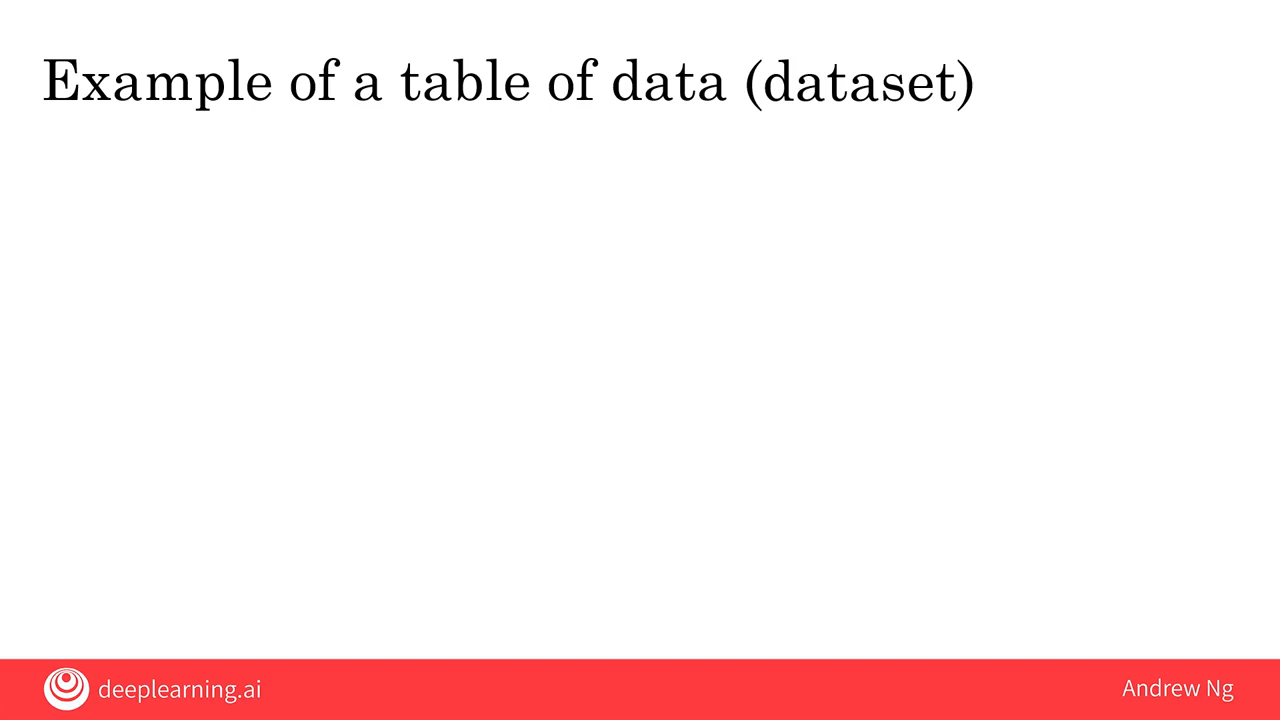 Example of a table of data (dataset)
deeplearning.ai
Andrew Ng